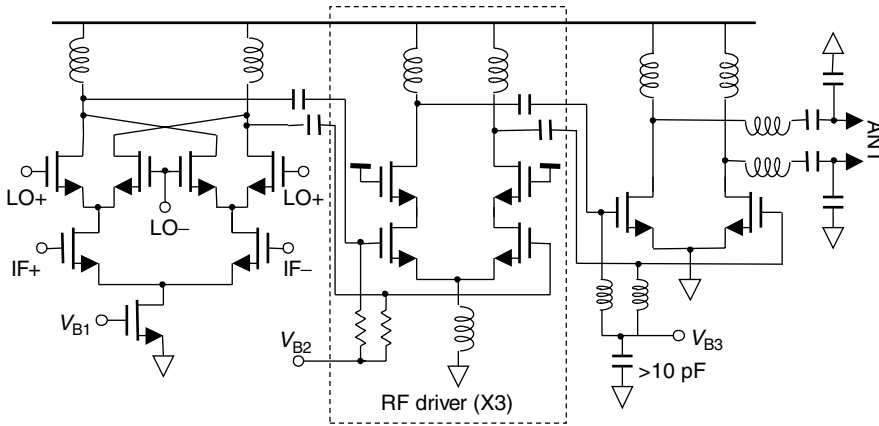 LO+
LO−
LO+
IF+
IF−
VB1
VB2
RF driver (X3)
VB3
>10 pF
ANT